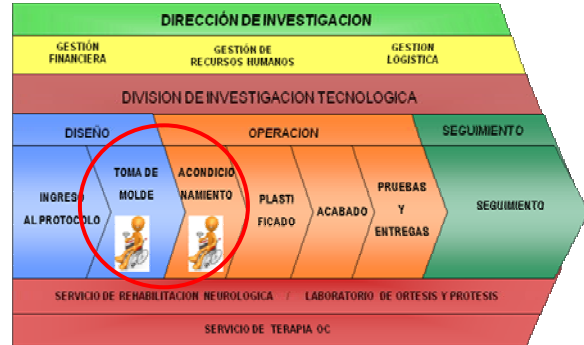 DIRECCIÓN DE INVESTIGACION
GESTIÓN
FINANCIERA
GESTIÓN DE
RECURSOS HUMANOS
GESTION
LOGISTICA
DIVISION DE INVESTIGACION TECNOLOGICA
DISEÑO
OPERACION
SEGUIMIENTO
INGRESO
AL PROTOCOLO
TOMA DE
MOLDE
ACONDICIO
NAMIENTO
PLASTI
FICADO
ACABADO
PRUEBAS
Y
ENTREGAS
SEGUIMIENTO
SERVICIO DE REHABILITACION NEUROLOGICA / LABORATORIO DE ORTESIS Y PROTESIS
SERVICIO DE TERAPIA OC